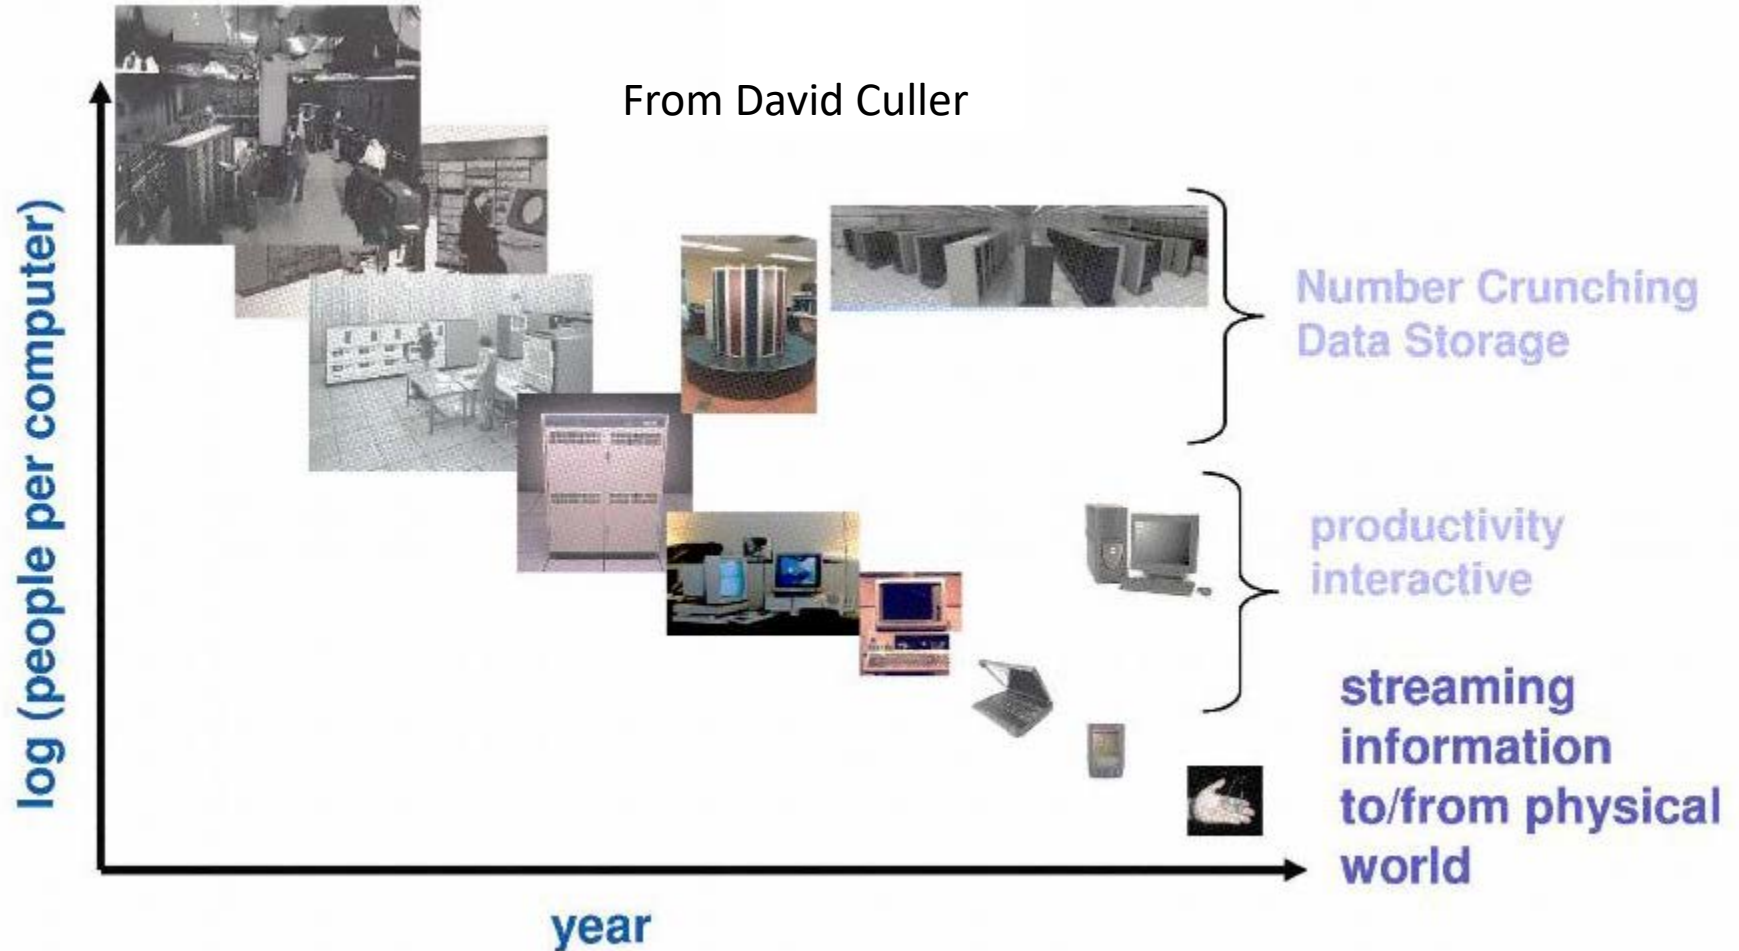 From David Culler
log (people per computer)
Number Crunching
Data Storage
productivity
interactive
streaming
information
to/from physical
world
year